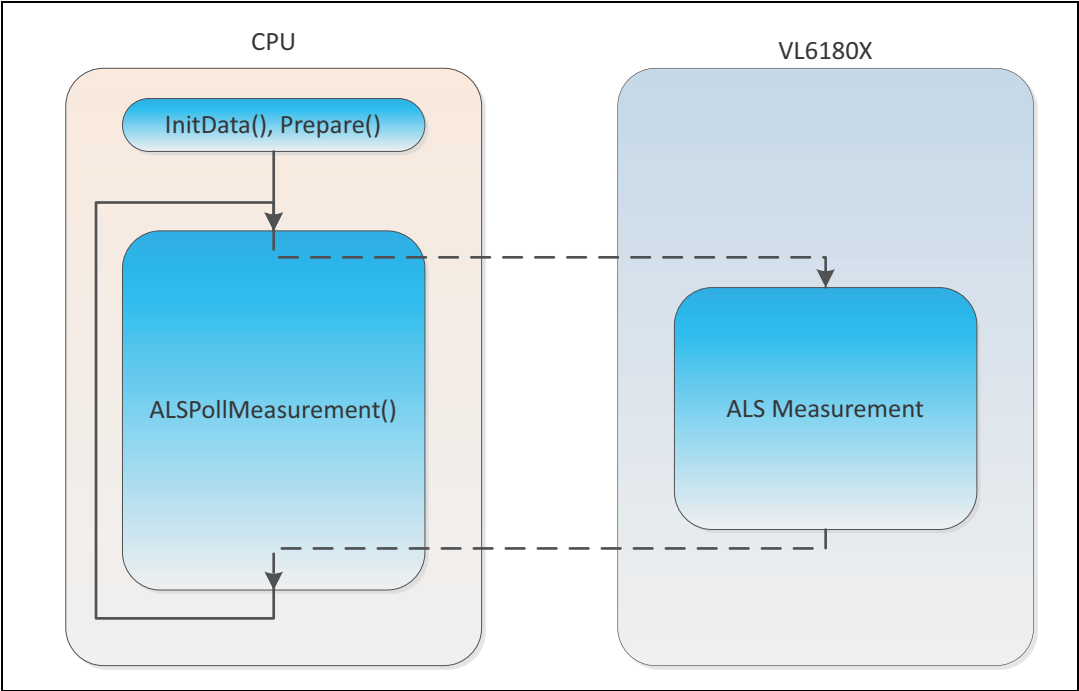 CPU
VL6180X
InitData(), Prepare()
ALSPollMeasurement()
ALS Measurement